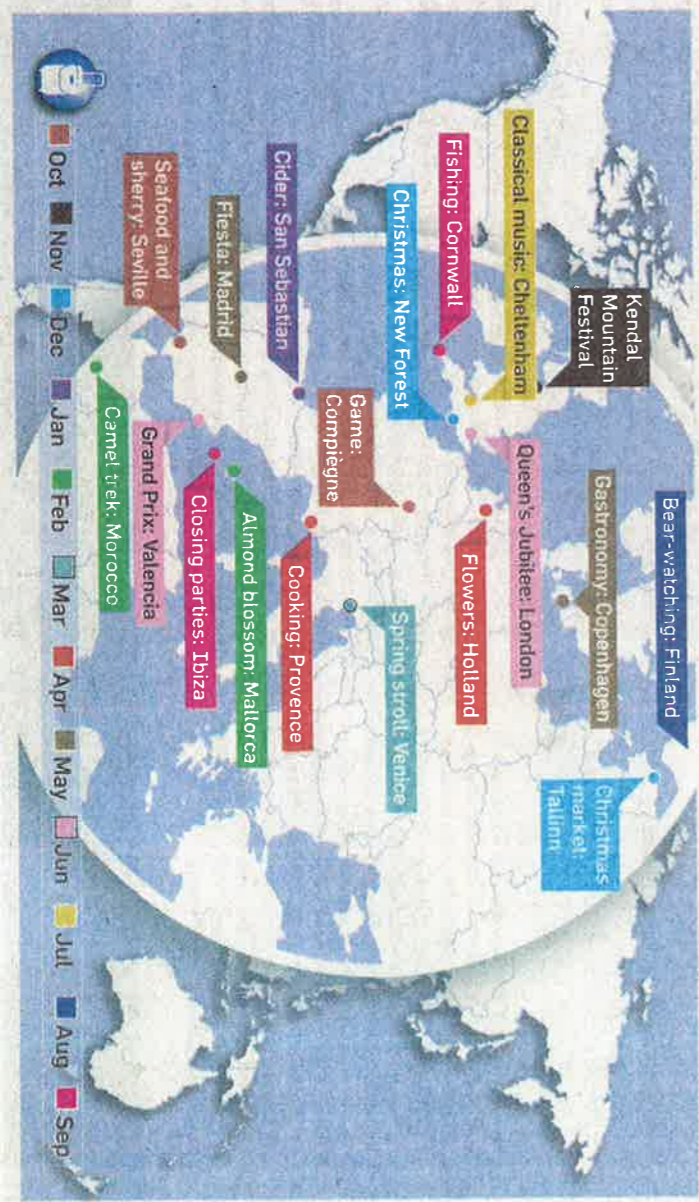 Kendal
Mountain
Festival
Bear-watching: Finland
Classical music: Cheltenham
Gastronomy: Copenhagen
Christmas
market:
Tallinn
Queen's Jubilee: London
Fishing: Cornwall
Flowers: Holland
Christmas: New Forest
Spring stroll: Venice
Game:
Compiègne
Cider: San Sebastian
Cooking: Provence
Almond blossom: Mallorca
Fiesta: Madrid
Closing parties: Ibiza
Seafood and
sherry: Seville
Grand Prix: Valencia
Camel trek: Morocco
Oct Nov Dec Jan Feb Mar Apr May Jun Jul Aug Sep